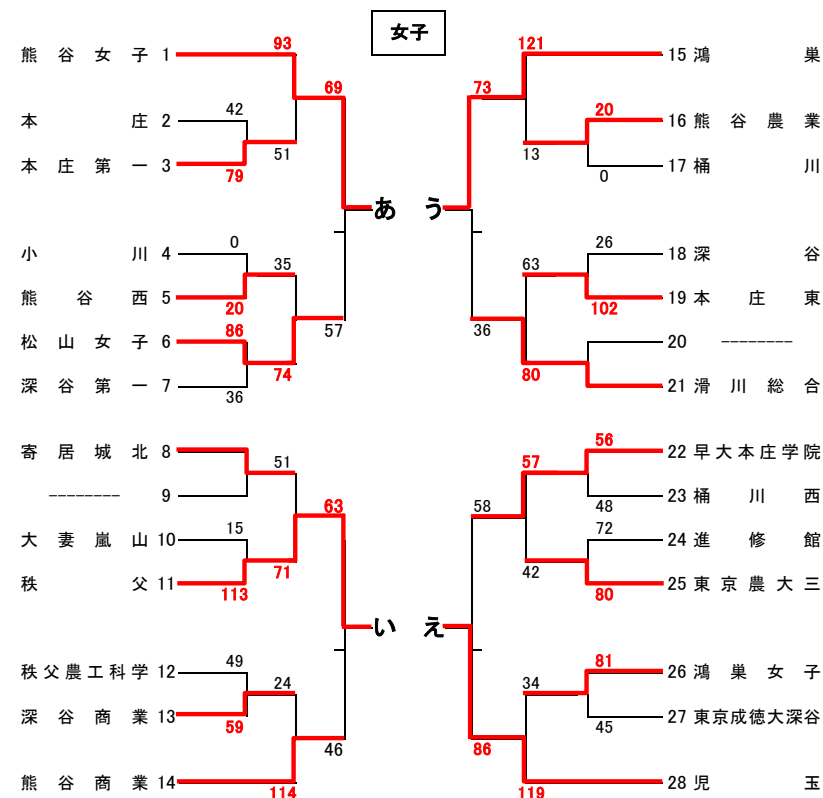 女子
熊谷女子 1
93
69
本庄 2
42
51
本庄第一 3
79
あ
小川 4
0
35
熊谷西 5
20
57
松山女子 6
86
74
深谷第一 7
36
寄居城北 8
51
-------- 9
63
大妻嵐山 10
15
71
秩父 11
113
い
秩父農工科学 12
49
24
深谷商業 13
59
46
熊谷商業 14
114
121
15 鴻巣
73
20
16 熊谷農業
13
0
17 桶川
う
26
18 深谷
63
102
19 本庄東
36
20 --------
80
21 滑川総合
56
22 早大本庄学院
57
48
23 桶川西
58
72
24 進修館
42
80
25 東京農大三
え
81
26 鴻巣女子
34
45
27 東京成徳大深谷
86
119
28 児玉